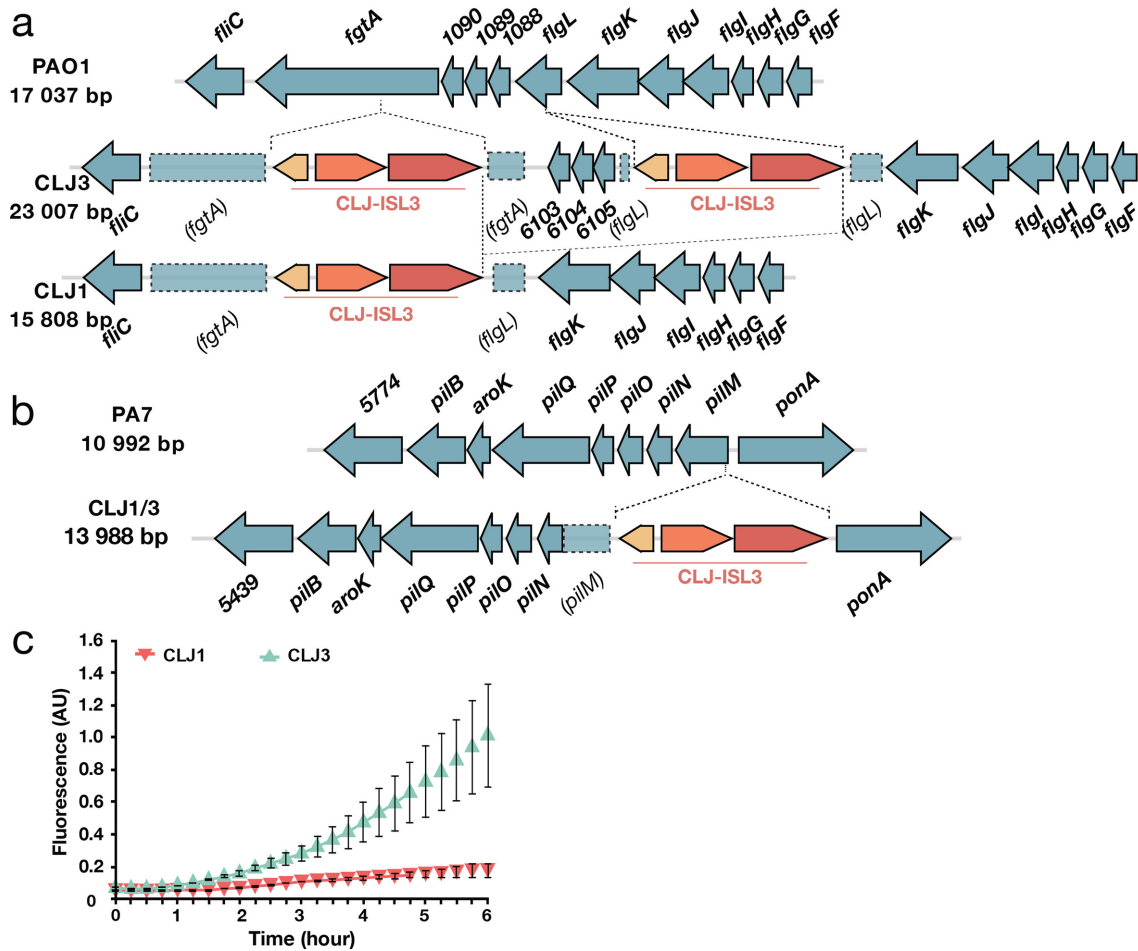 a
fliC fgtA 1090 1089 1088 flgL flgK flgJ flgI flgH flgG flgF
PAO1
17 037 bp
CLJ3
23 007 bp
CLJ-ISL3 CLJ-ISL3
fliC (fgtA) (fgtA) 6103 6104 6105 (flgL) (flgL) flgK flgJ flgI flgH flgG flgF
CLJ1
15 808 bp
CLJ-ISL3
fliC (fgtA) (flgL) flgK flgJ flgI flgH flgG flgF
b
5774 pilB aroK pilQ pilP pilO pilN pilM ponA
PA7
10 992 bp
CLJ1/3
13 988 bp
CLJ-ISL3
5439 pilB aroK pilQ pilP pilO pilN (pilM) ponA
c
CLJ1 CLJ3
Fluorescence (AU)
1.6
1.4
1.2
1.0
0.8
0.6
0.4
0.2
0
0 1 2 3 4 5 6
Time (hour)